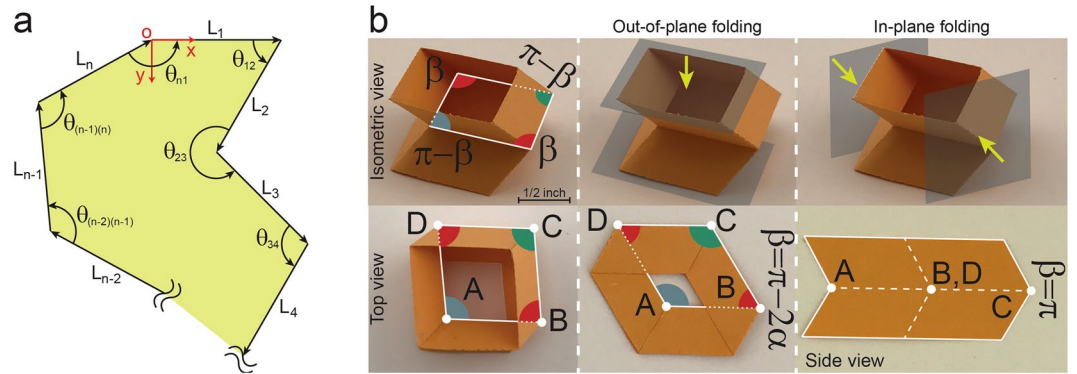 a
b
o
L₁
x
y
Lₙ
θₙ₁
θ₁₂
L₂
θ₍ₙ₋₁₎₍ₙ₎
Lₙ₋₁
θ₂₃
L₃
θ₍ₙ₋₂₎₍ₙ₋₁₎
θ₃₄
Lₙ₋₂
L₄
Out-of-plane folding
In-plane folding
Isometric view
β
π–β
π–β
β
1/2 inch
Top view
D
C
A
B
D
C
A
B
β=π–2α
A
B,D
C
β=π
Side view